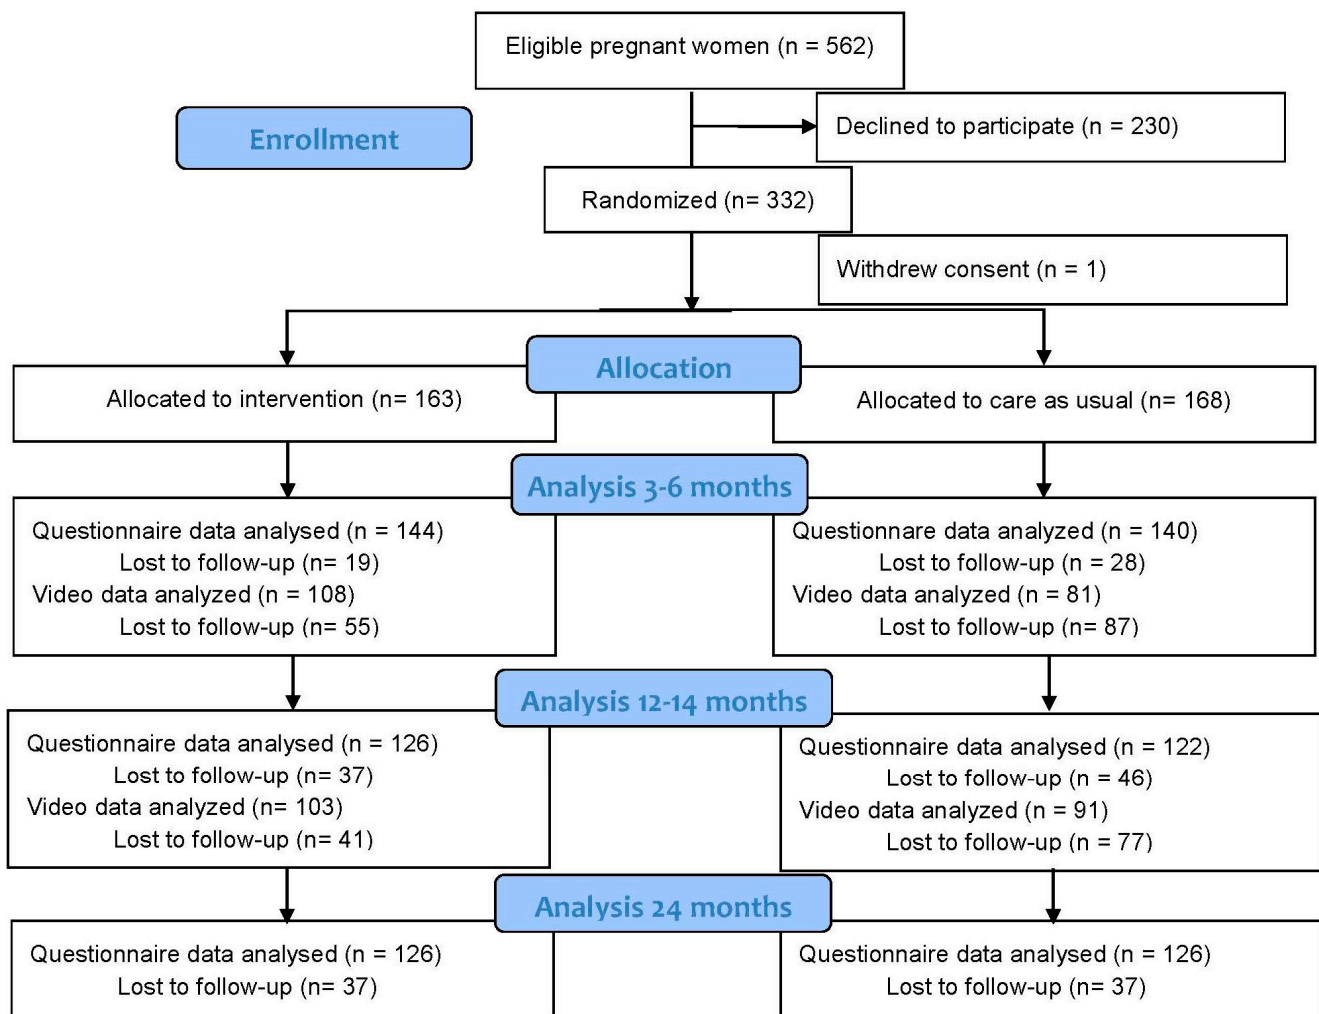 Eligible pregnant women (n = 562)
Enrollment
Declined to participate (n = 230)
Randomized (n= 332)
Withdrew consent (n = 1)
Allocation
Allocated to intervention (n= 163)
Allocated to care as usual (n= 168)
Analysis 3-6 months
Questionnaire data analysed (n = 144)
Lost to follow-up (n= 19)
Video data analyzed (n = 108)
Lost to follow-up (n= 55)
Questionnare data analyzed (n = 140)
Lost to follow-up (n = 28)
Video data analyzed (n = 81)
Lost to follow-up (n= 87)
Analysis 12-14 months
Questionnaire data analysed (n = 126)
Lost to follow-up (n= 37)
Video data analyzed (n= 103)
Lost to follow-up (n= 41)
Questionnaire data analysed (n = 122)
Lost to follow-up (n = 46)
Video data analyzed (n = 91)
Lost to follow-up (n = 77)
Analysis 24 months
Questionnaire data analysed (n = 126)
Lost to follow-up (n= 37)
Questionnaire data analysed (n = 126)
Lost to follow-up (n= 37)